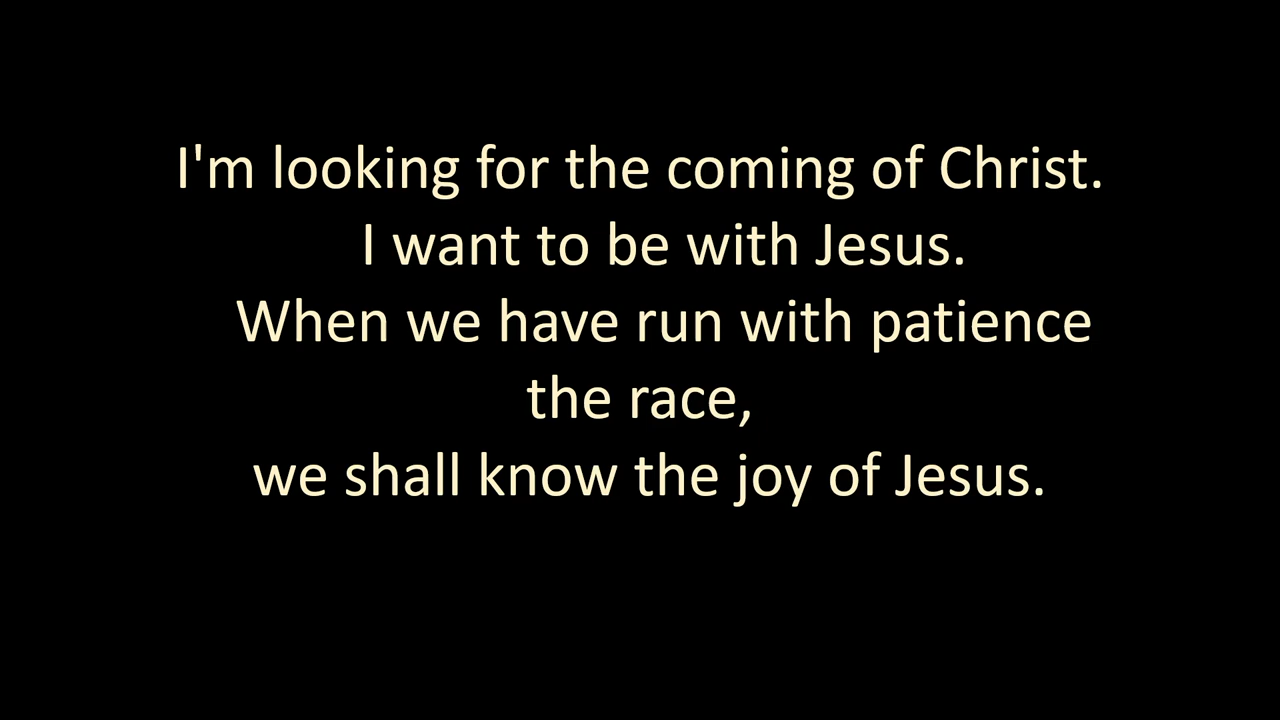 I'm looking for the coming of Christ.
I want to be with Jesus.
When we have run with patience
the race,
we shall know the joy of Jesus.